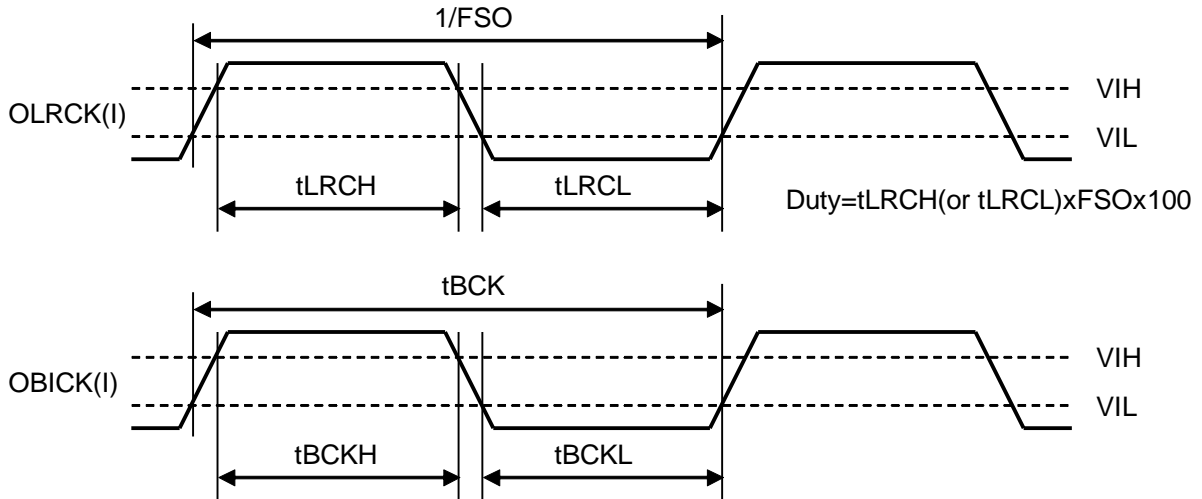 1/FSO
OLRCK(I)
VIH
VIL
tLRCH
tLRCL
Duty=tLRCH(or tLRCL)xFSOx100
tBCK
OBICK(I)
VIH
VIL
tBCKH
tBCKL